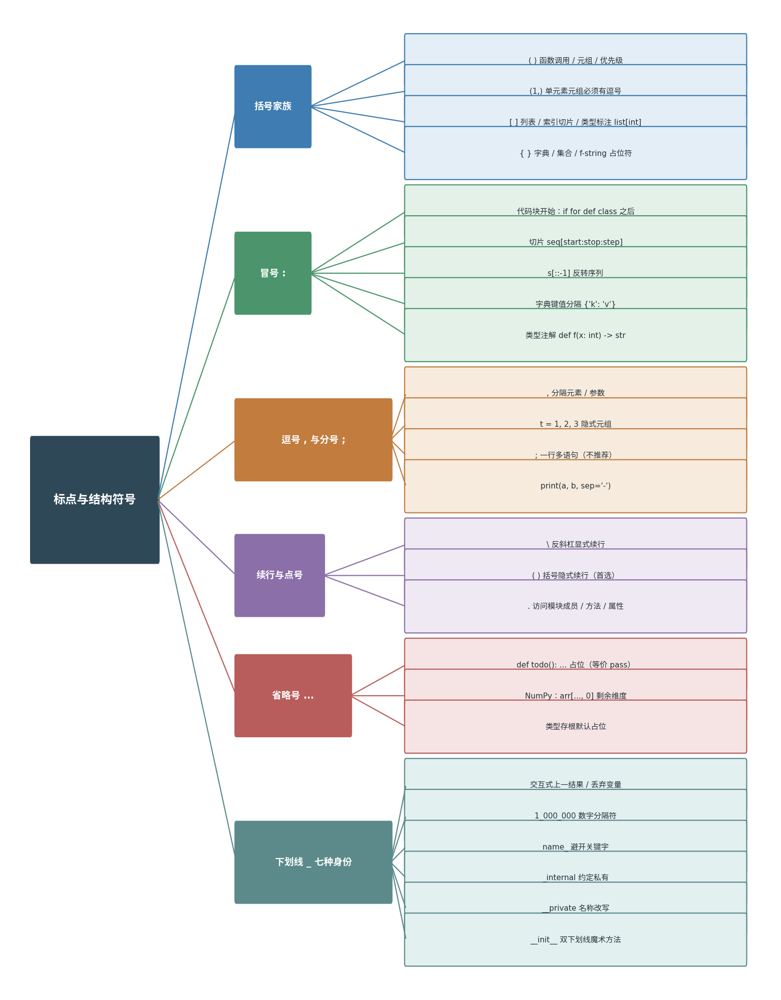 标点与结构符号
括号家族
( ) 函数调用 / 元组 / 优先级
(1,) 单元素元组必须有逗号
[ ] 列表 / 索引切片 / 类型标注 list[int]
{ } 字典 / 集合 / f-string 占位符
冒号 :
代码块开始：if for def class 之后
切片 seq[start:stop:step]
s[::-1] 反转序列
字典键值分隔 {'k': 'v'}
类型注解 def f(x: int) -> str
逗号 , 与分号 ;
, 分隔元素 / 参数
t = 1, 2, 3 隐式元组
; 一行多语句（不推荐）
print(a, b, sep='-')
续行与点号
\ 反斜杠显式续行
( ) 括号隐式续行（首选）
. 访问模块成员 / 方法 / 属性
省略号 ...
def todo(): ... 占位（等价 pass）
NumPy：arr[..., 0] 剩余维度
类型存根默认占位
下划线 _ 七种身份
交互式上一结果 / 丢弃变量
1_000_000 数字分隔符
name_ 避开关键字
_internal 约定私有
__private 名称改写
__init__ 双下划线魔术方法